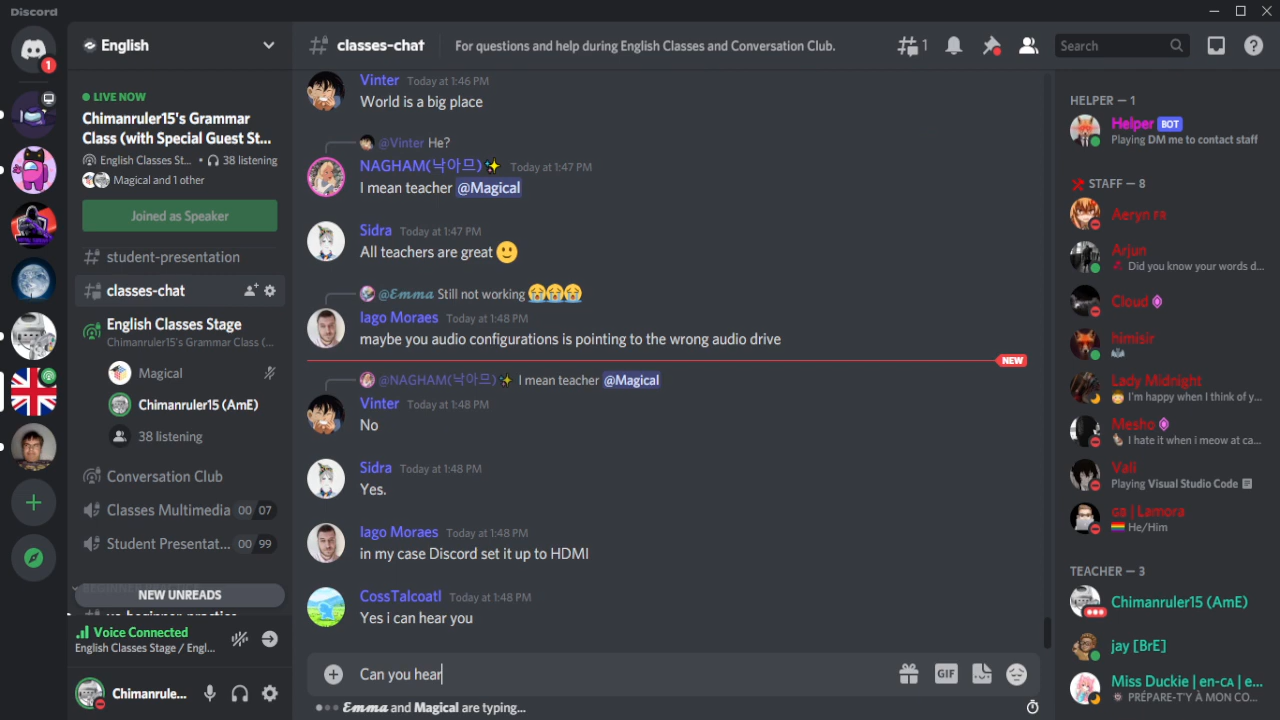 Discord
1
English
LIVE NOW
Chimanruler15's Grammar
Class (with Special Guest St...
English Classes St... • 38 listening
Magical and 1 other
Joined as Speaker
student-presentation
classes-chat
English Classes Stage
Chimanruler15's Grammar Class (...
Magical
Chimanruler15 (AmE)
38 listening
Conversation Club
Classes Multimedia 00 07
Student Presentat... 00 99
NEW UNREADS
Voice Connected
English Classes Stage / Engl...
Chimanrule...
classes-chat
For questions and help during English Classes and Conversation Club.
1
Search
Vinter Today at 1:46 PM
World is a big place
@Vinter He?
NAGHAM(낙아므)✨ Today at 1:47 PM
I mean teacher @Magical
Sidra Today at 1:47 PM
All teachers are great 🙂
@Emma Still not working 😭😭😭
Iago Moraes Today at 1:48 PM
maybe you audio configurations is pointing to the wrong audio drive
NEW
@NAGHAM(낙아므)✨ I mean teacher @Magical
Vinter Today at 1:48 PM
No
Sidra Today at 1:48 PM
Yes.
Iago Moraes Today at 1:48 PM
in my case Discord set it up to HDMI
CossTalcoatl Today at 1:48 PM
Yes i can hear you
Can you hear
GIF
Emma and Magical are typing...
HELPER — 1
Helper BOT
Playing DM me to contact staff
STAFF — 8
Aeryn FR
Arjun
Did you know your words d...
Cloud
himisir
Lady Midnight
I'm happy when I think of y...
Mesho
I hate it when i meow at ca...
Vali
Playing Visual Studio Code
GB | Lamora
He/Him
TEACHER — 3
Chimanruler15 (AmE)
jay [BrE]
Miss Duckie | en-CA | e...
PRÉPARE-T'Y À MON CO...